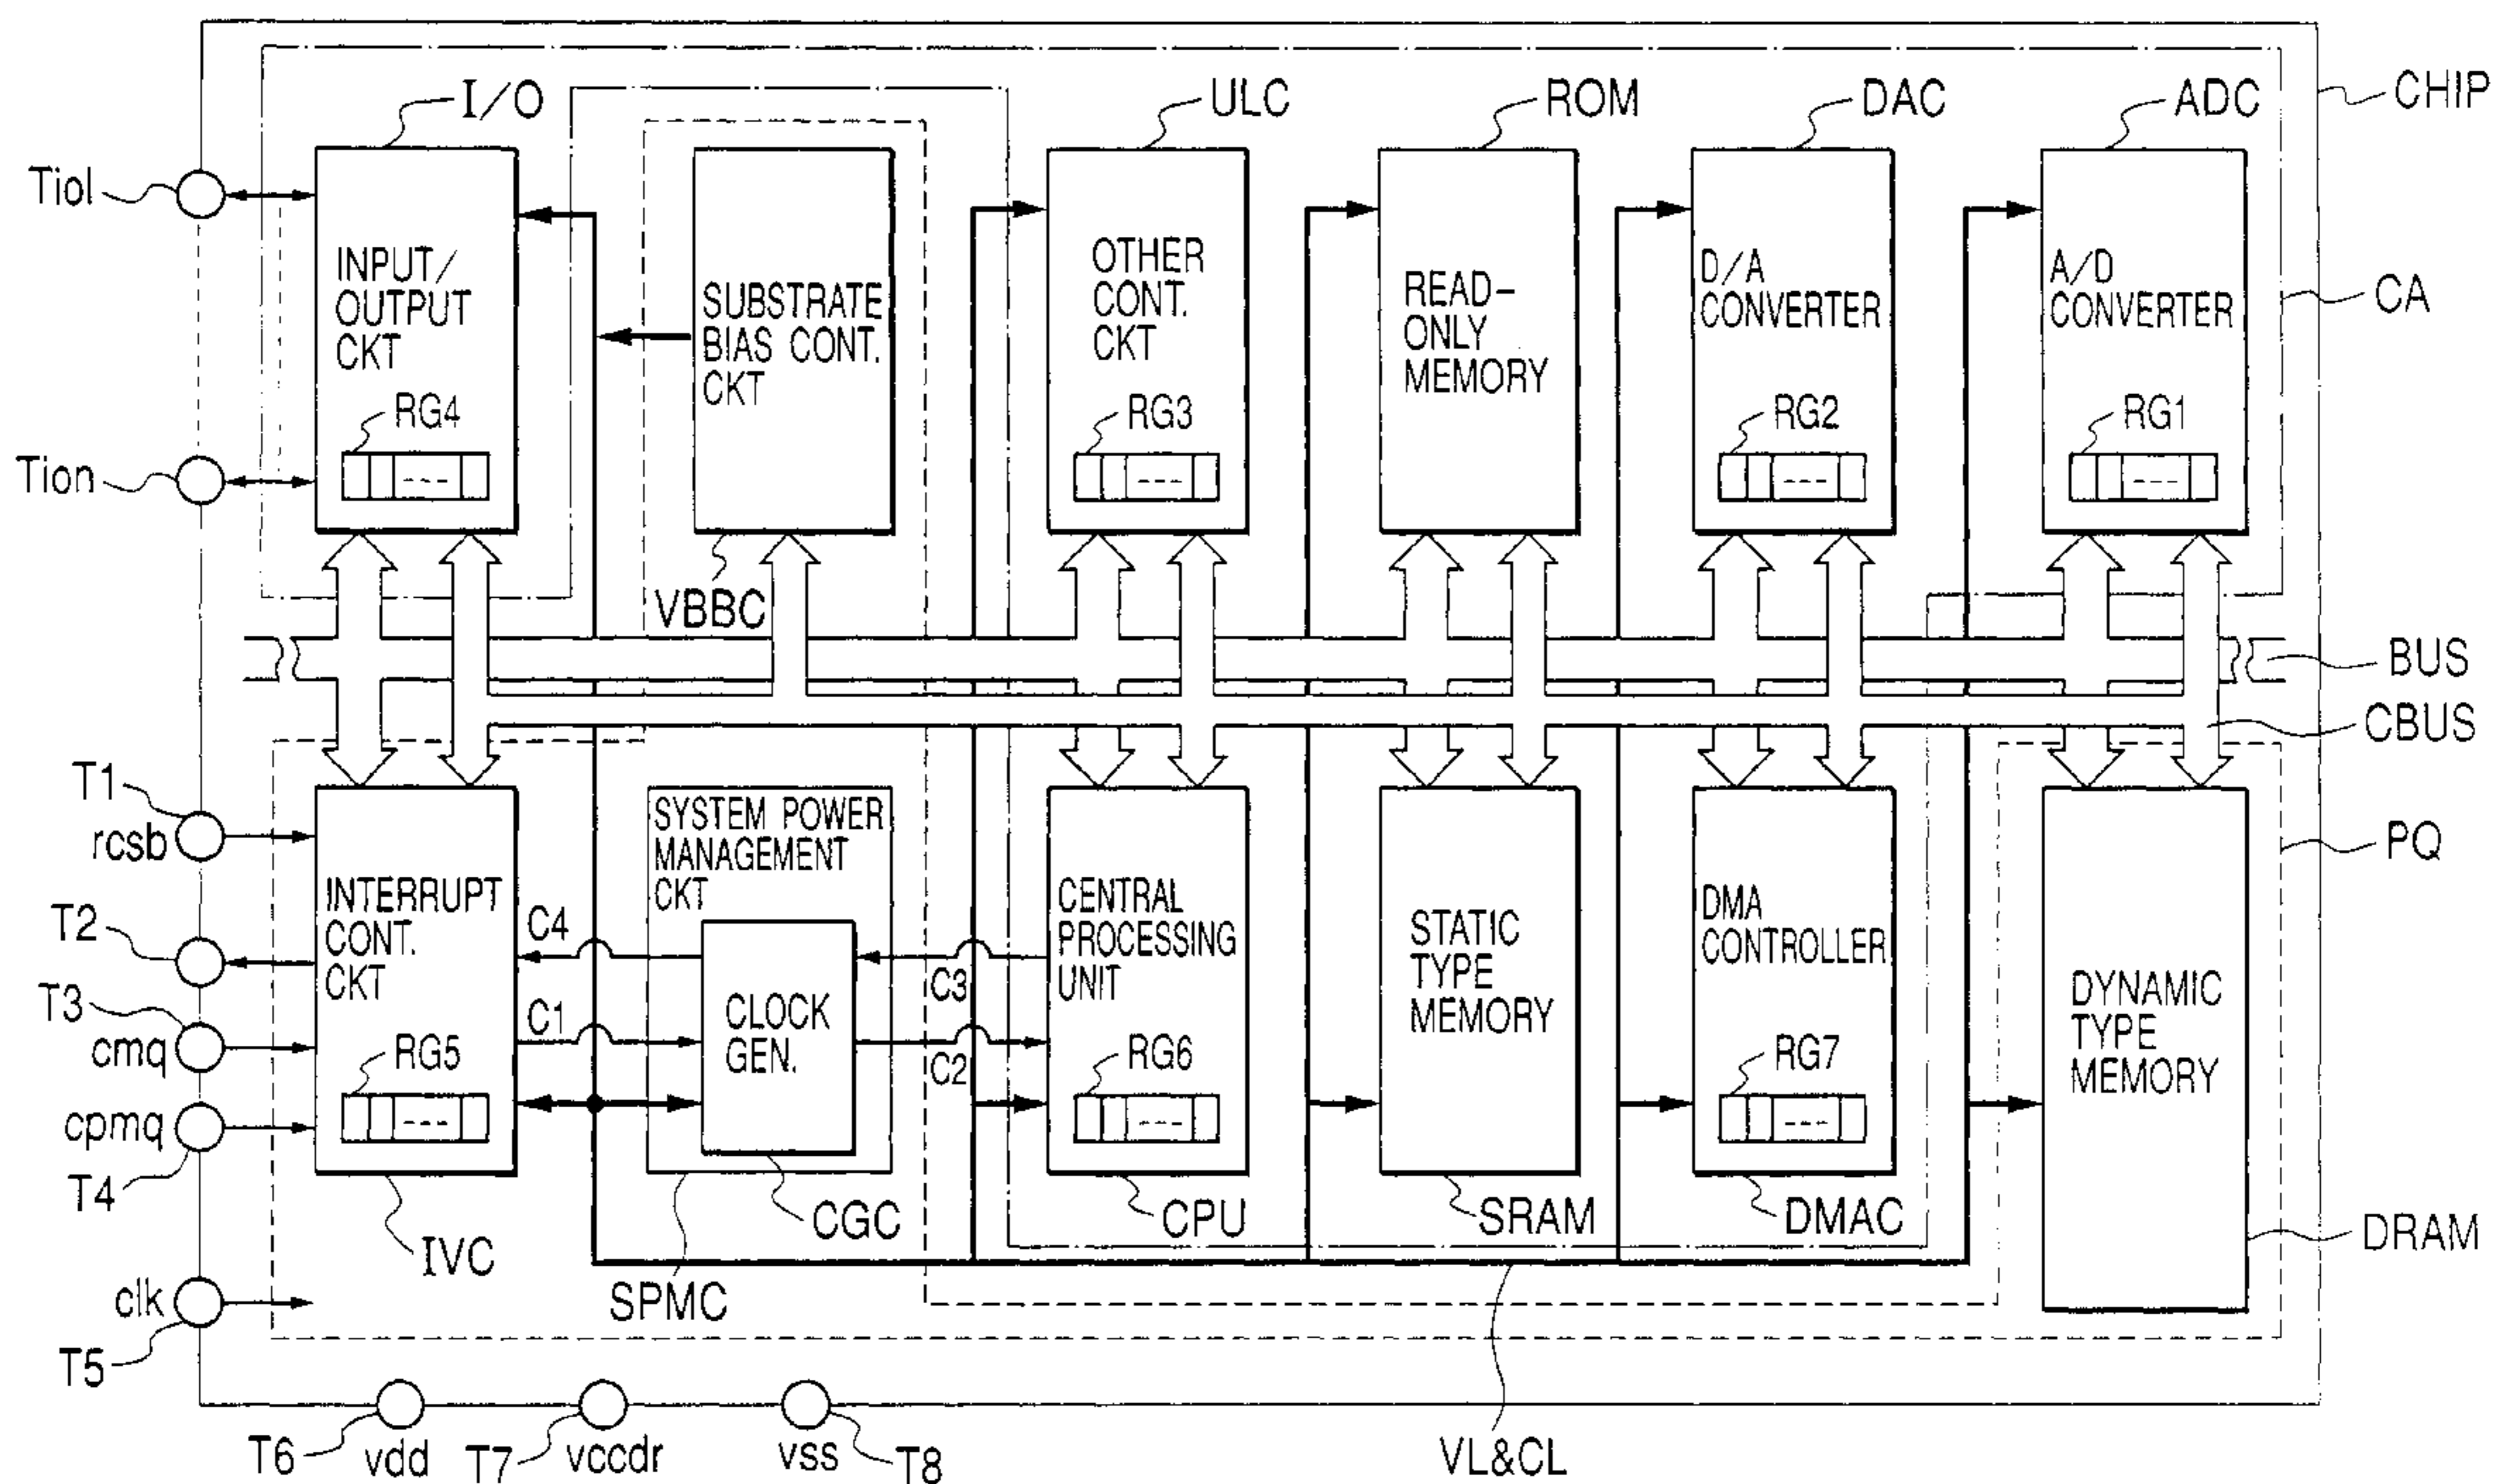 I/O
ULC
ROM
DAC
ADC
CHIP
Tiol
INPUT/
OUTPUT
CKT
SUBSTRATE
BIAS CONT.
CKT
OTHER
CONT.
CKT
READ-
ONLY
MEMORY
D/A
CONVERTER
A/D
CONVERTER
CA
RG4
RG3
RG2
RG1
Tion
VBBC
BUS
CBUS
T1
rcsb
INTERRUPT
CONT.
CKT
SYSTEM POWER
MANAGEMENT
CKT
CENTRAL
PROCESSING
UNIT
STATIC
TYPE
MEMORY
DMA
CONTROLLER
DYNAMIC
TYPE
MEMORY
PQ
T2
C4
C3
T3
cmq
C1
CLOCK
GEN.
C2
RG5
RG6
RG7
cpmq
T4
IVC
CGC
CPU
SRAM
DMAC
DRAM
SPMC
clk
T5
T6
vdd
T7
vccdr
vss
T8
VL&CL